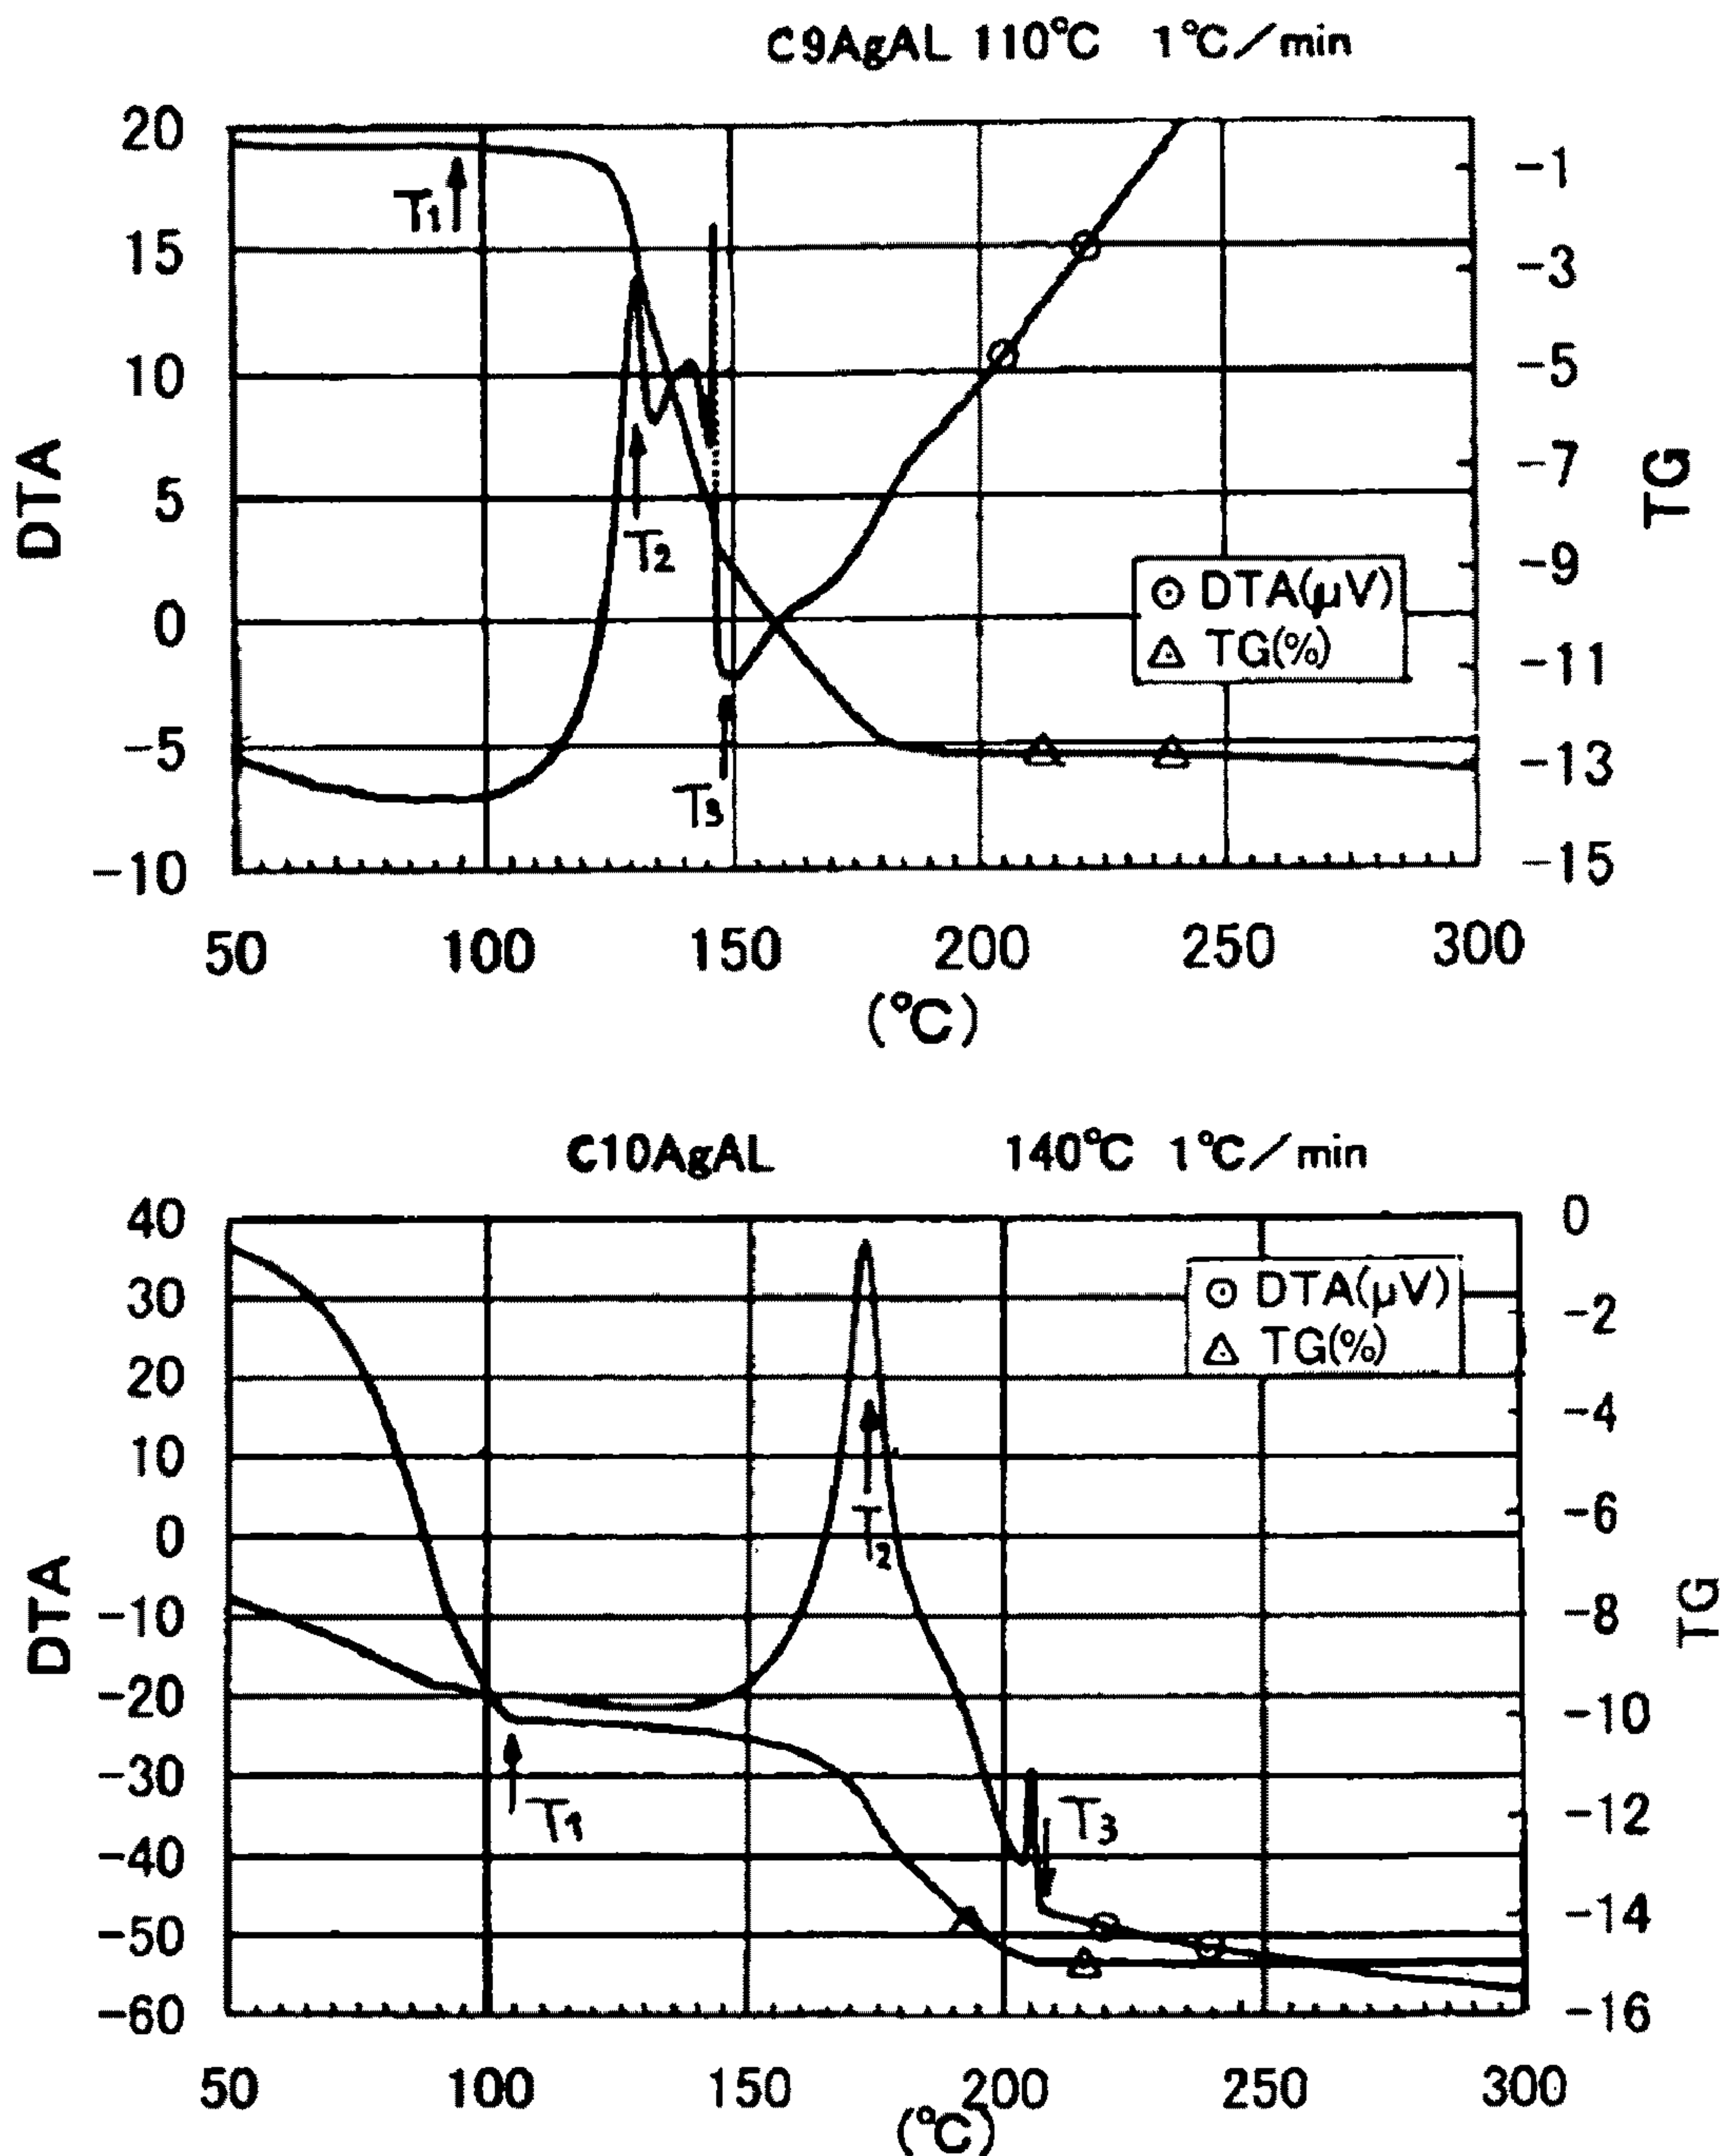 C9AgAL 110°C 1°C/min
20
15
10
5
0
-5
-10
DTA
-1
-3
-5
-7
-9
-11
-13
-15
TG
T1
T2
T3
⊙ DTA(μV)
△ TG(%)
50 100 150 200 250 300
(°C)
C10AgAL 140°C 1°C/min
40
30
20
10
0
-10
-20
-30
-40
-50
-60
DTA
0
-2
-4
-6
-8
-10
-12
-14
-16
TG
⊙ DTA(μV)
△ TG(%)
T2
T1
T3
50 100 150 200 250 300
(°C)